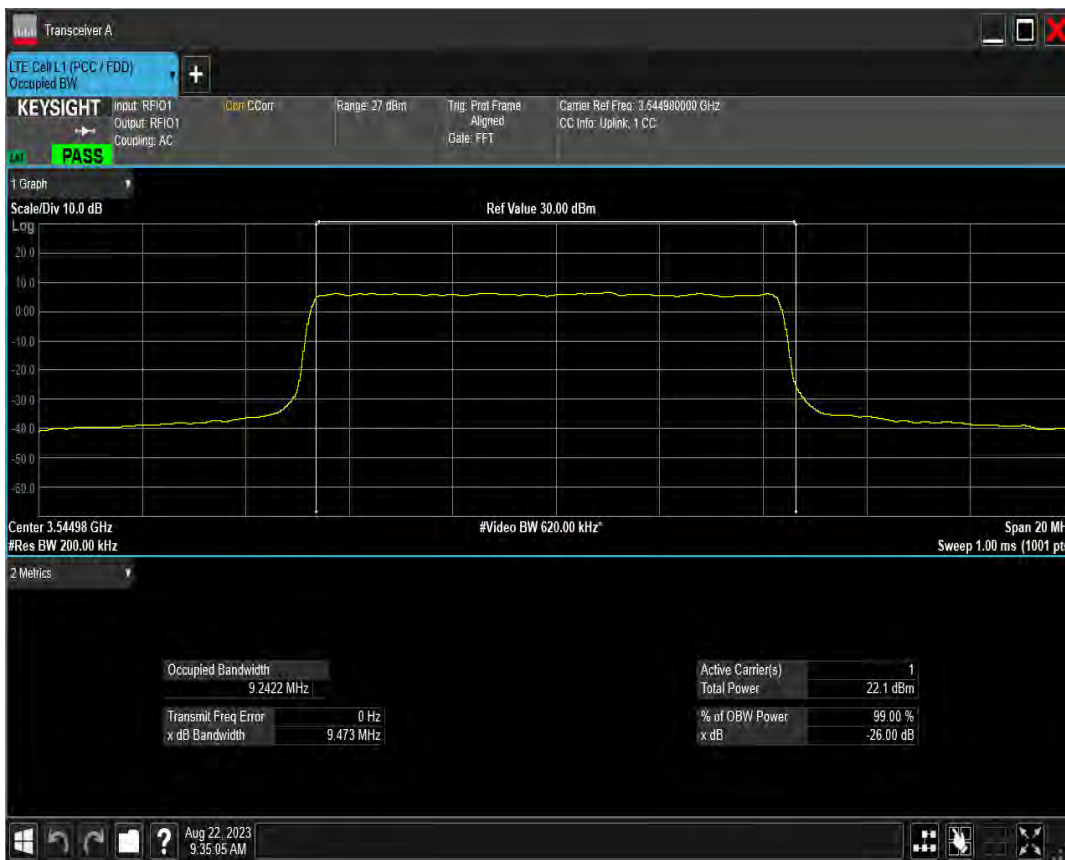 Transceiver A
LTE Cell L1 (PCC / FDD)
Occupied BW
KEYSIGHT
Input: RFIO1
Output: RFIO1
Coupling: AC
Corr CCorr
Range: 27 dBm
Trig: Prot Frame
Aligned
Gate: FFT
Carrier Ref Freq: 3.544980000 GHz
CC Info: Uplink, 1 CC
PASS
1 Graph
Scale/Div 10.0 dB
Ref Value 30.00 dBm
Log
20.0
10.0
0.00
-10.0
-20.0
-30.0
-40.0
-50.0
-60.0
Center 3.54498 GHz
#Video BW 620.00 kHz*
Span 20 MH
#Res BW 200.00 kHz
Sweep 1.00 ms (1001 pt
2 Metrics
Occupied Bandwidth
9.2422 MHz
Transmit Freq Error 0 Hz
x dB Bandwidth 9.473 MHz
Active Carrier(s) 1
Total Power 22.1 dBm
% of OBW Power 99.00 %
x dB -26.00 dB
?
Aug 22, 2023
9:35:05 AM